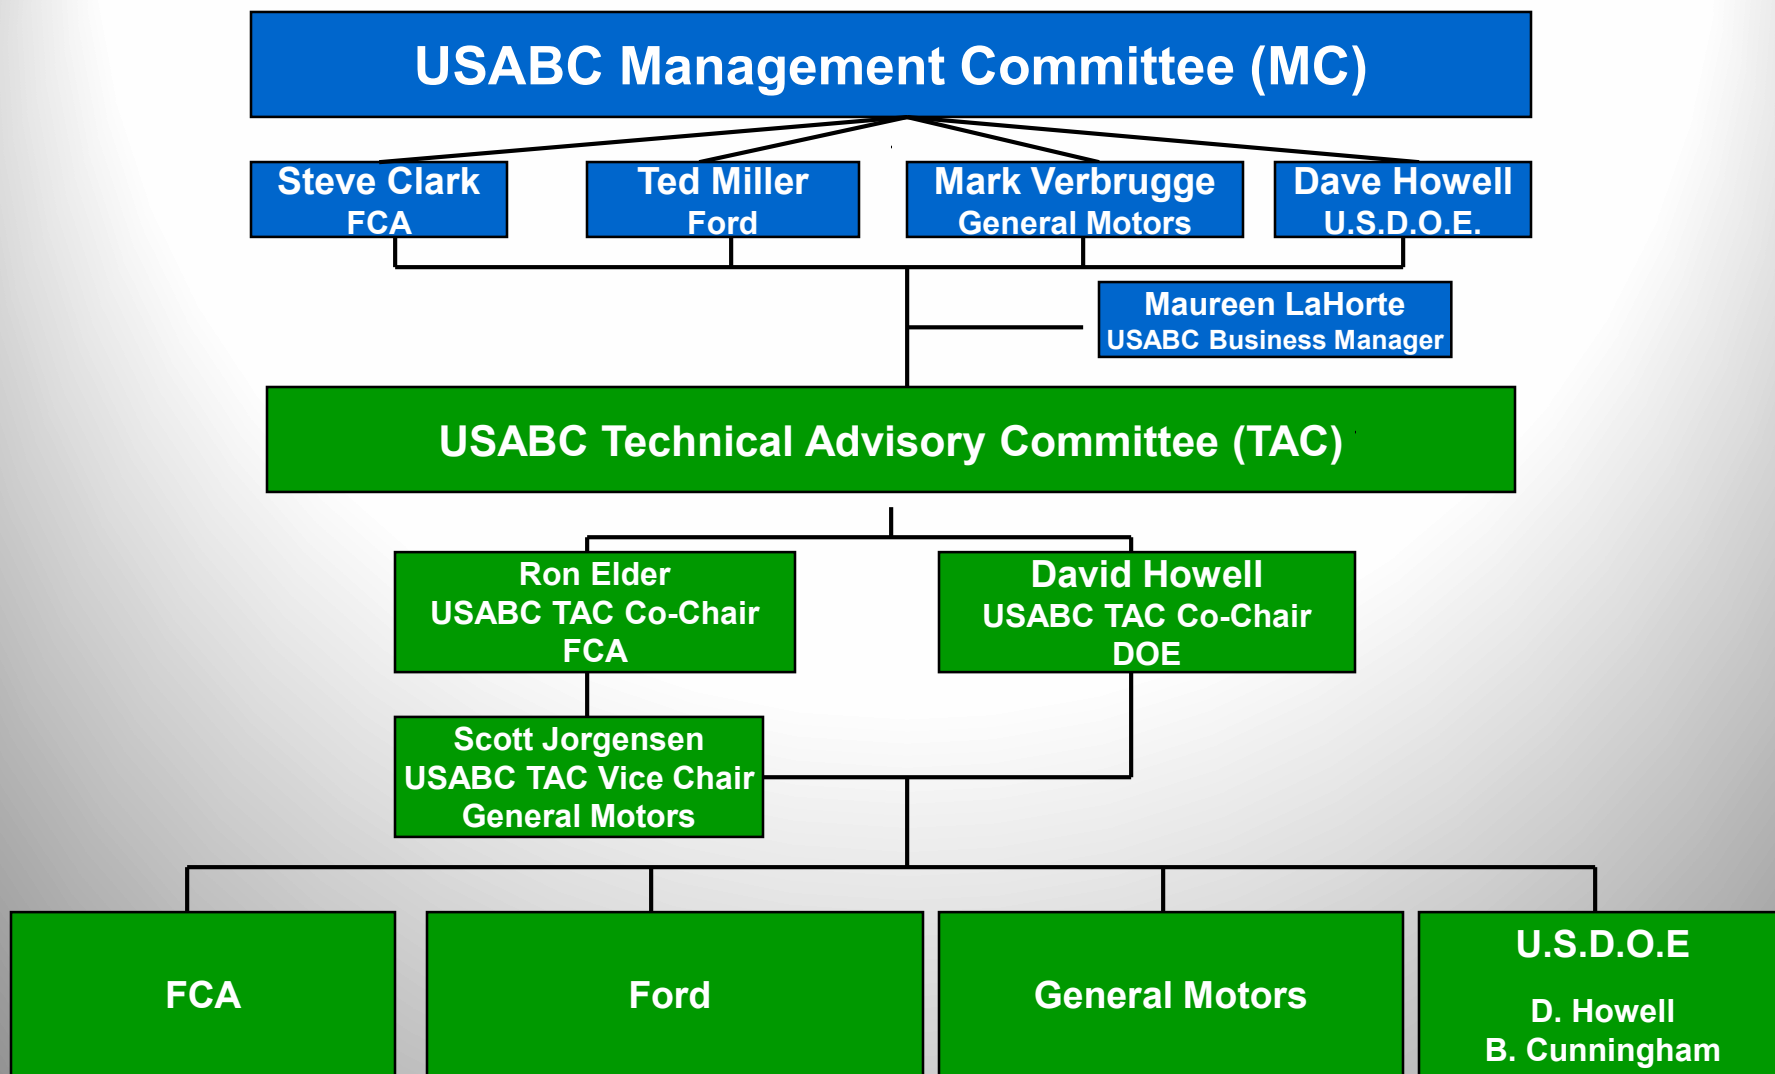 USABC Management Committee (MC)
Steve Clark
FCA
Ted Miller
Ford
Mark Verbrugge
General Motors
Dave Howell
U.S.D.O.E.
Maureen LaHorte
USABC Business Manager
USABC Technical Advisory Committee (TAC)
Ron Elder
USABC TAC Co-Chair
FCA
David Howell
USABC TAC Co-Chair
DOE
Scott Jorgensen
USABC TAC Vice Chair
General Motors
FCA
Ford
General Motors
U.S.D.O.E
D. Howell
B. Cunningham